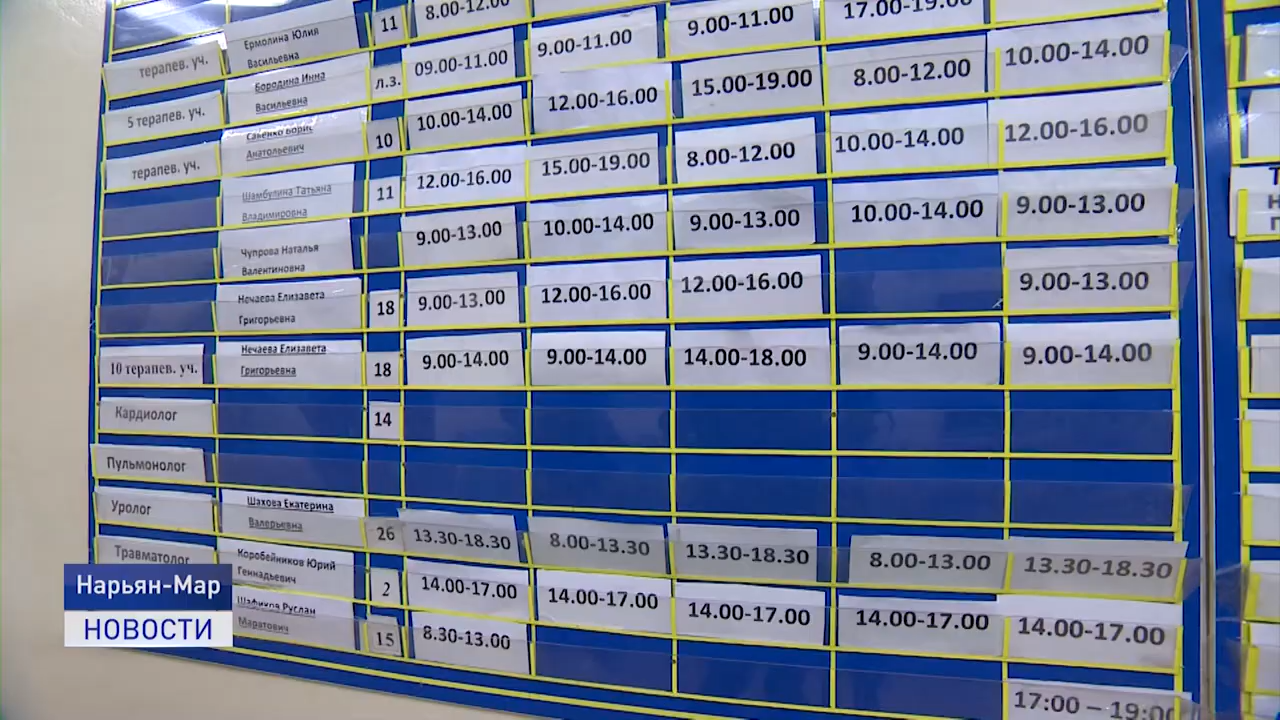 11 8.00-12.00 9.00-11.00 17.00-19.00
терапев. уч. Ермолина Юлия
Васильевна
л.з. 09.00-11.00 9.00-11.00 15.00-19.00 8.00-12.00 10.00-14.00
5 терапев. уч. Бородина Инна
Васильевна
10 10.00-14.00 12.00-16.00 8.00-12.00 10.00-14.00 12.00-16.00
терапев. уч. Савенко Борис
Анатольевич
11 12.00-16.00 15.00-19.00 9.00-13.00 10.00-14.00 9.00-13.00
Шамбулина Татьяна
Владимировна
9.00-13.00 10.00-14.00 12.00-16.00 9.00-13.00
Чупрова Наталья
Валентиновна
18 9.00-13.00 12.00-16.00
Нечаева Елизавета
Григорьевна
10 терапев. уч. Нечаева Елизавета
Григорьевна
18 9.00-14.00 9.00-14.00 14.00-18.00 9.00-14.00 9.00-14.00
Кардиолог 14
Пульмонолог
Уролог Шахова Екатерина
Валерьевна
26 13.30-18.30 8.00-13.30 13.30-18.30 8.00-13.00 13.30-18.30
Травматолог Коробейников Юрий
Геннадьевич
2 14.00-17.00 14.00-17.00 14.00-17.00 14.00-17.00 14.00-17.00
Руслан
Маратович
15 8.30-13.00
17:00 – 19:00
Нарьян-Мар
НОВОСТИ